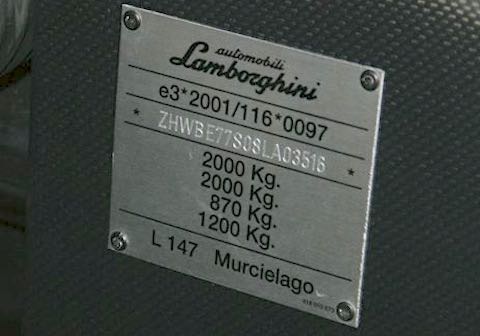 automobili
Lamborghini
e3*2001/116*0097
* ZHWBE77S08LA03516 *
2000 Kg.
2000 Kg.
870 Kg.
1200 Kg.
L 147 Murcielago